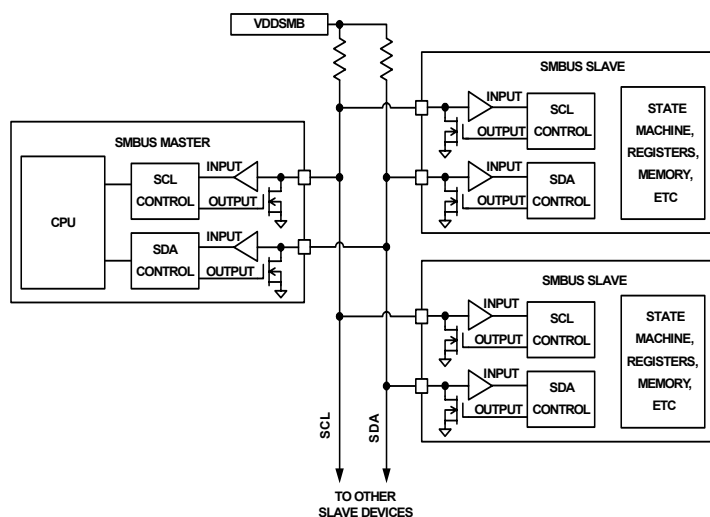 VDDSMB
SMBUS MASTER
CPU
SCL
CONTROL
INPUT
OUTPUT
SDA
CONTROL
INPUT
OUTPUT
SMBUS SLAVE
INPUT
OUTPUT
SCL
CONTROL
INPUT
OUTPUT
SDA
CONTROL
STATE
MACHINE,
REGISTERS,
MEMORY,
ETC
SMBUS SLAVE
INPUT
OUTPUT
SCL
CONTROL
INPUT
OUTPUT
SDA
CONTROL
STATE
MACHINE,
REGISTERS,
MEMORY,
ETC
SCL
SDA
TO OTHER
SLAVE DEVICES